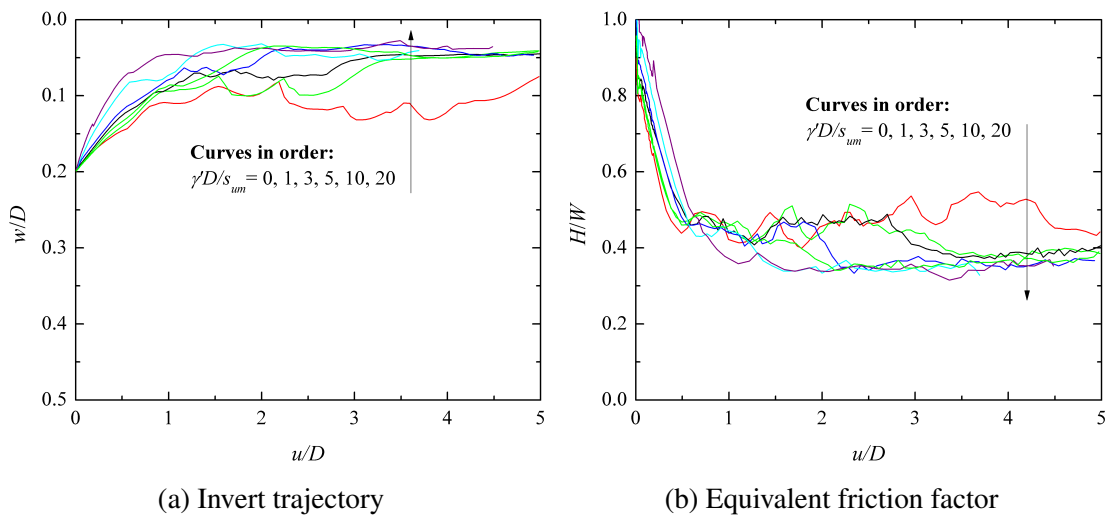 0.0
0.1
0.2
0.3
0.4
0.5
w/D
0 1 2 3 4 5
u/D
Curves in order:
γ'D/sum= 0, 1, 3, 5, 10, 20
(a) Invert trajectory
1.0
0.8
0.6
0.4
0.2
0.0
H/W
0 1 2 3 4 5
u/D
Curves in order:
γ'D/sum= 0, 1, 3, 5, 10, 20
(b) Equivalent friction factor